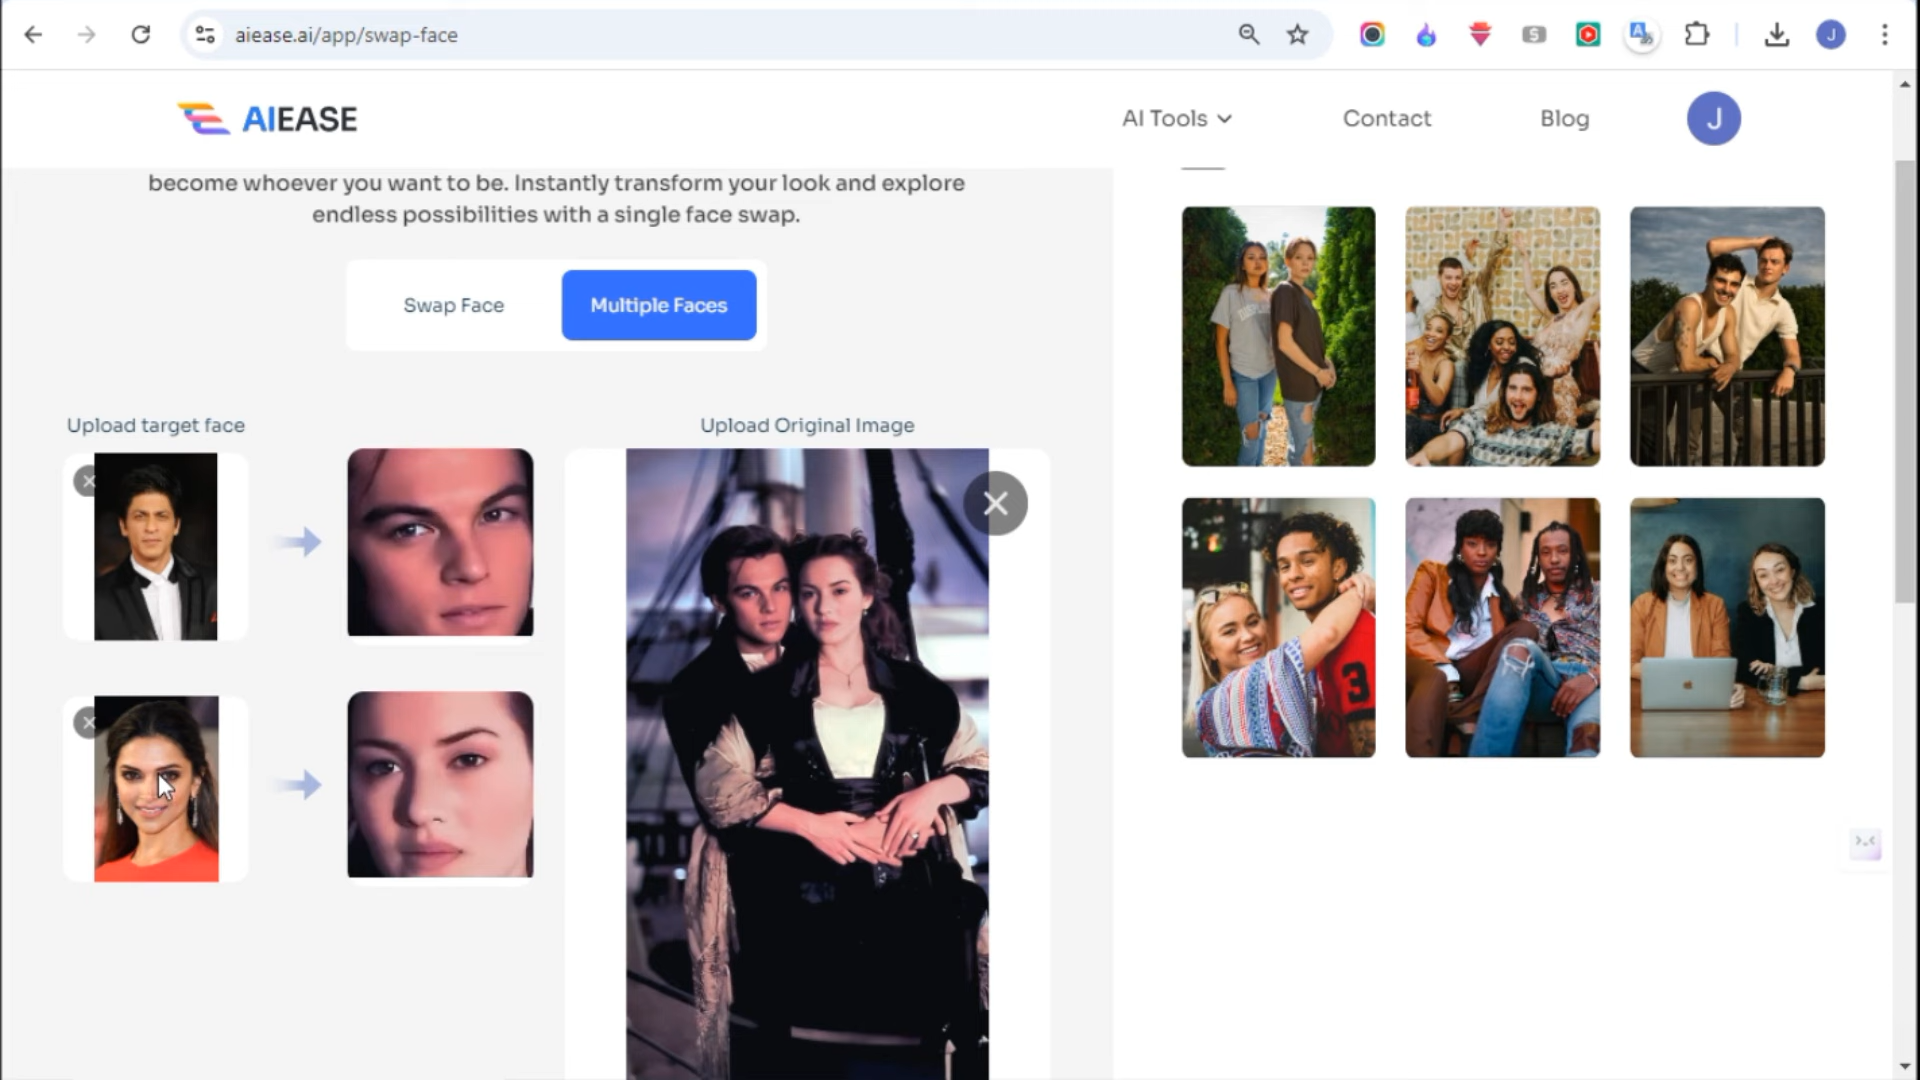 aiease.ai/app/swap-face
S
A
J
AIEASE
AI Tools
Contact
Blog
J
become whoever you want to be. Instantly transform your look and explore
endless possibilities with a single face swap.
Swap Face
Multiple Faces
Upload target face
Upload Original Image
3